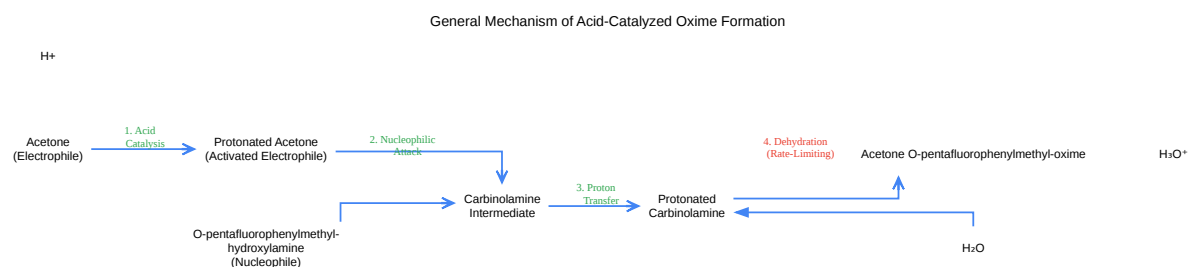 General Mechanism of Acid-Catalyzed Oxime Formation
H+
Acetone
(Electrophile)
1. Acid
Catalysis
Protonated Acetone
(Activated Electrophile)
2. Nucleophilic
Attack
O-pentafluorophenylmethyl-
hydroxylamine
(Nucleophile)
Carbinolamine
Intermediate
3. Proton
Transfer
Protonated
Carbinolamine
4. Dehydration
(Rate-Limiting)
Acetone O-pentafluorophenylmethyl-oxime
H₂O
H₃O⁺